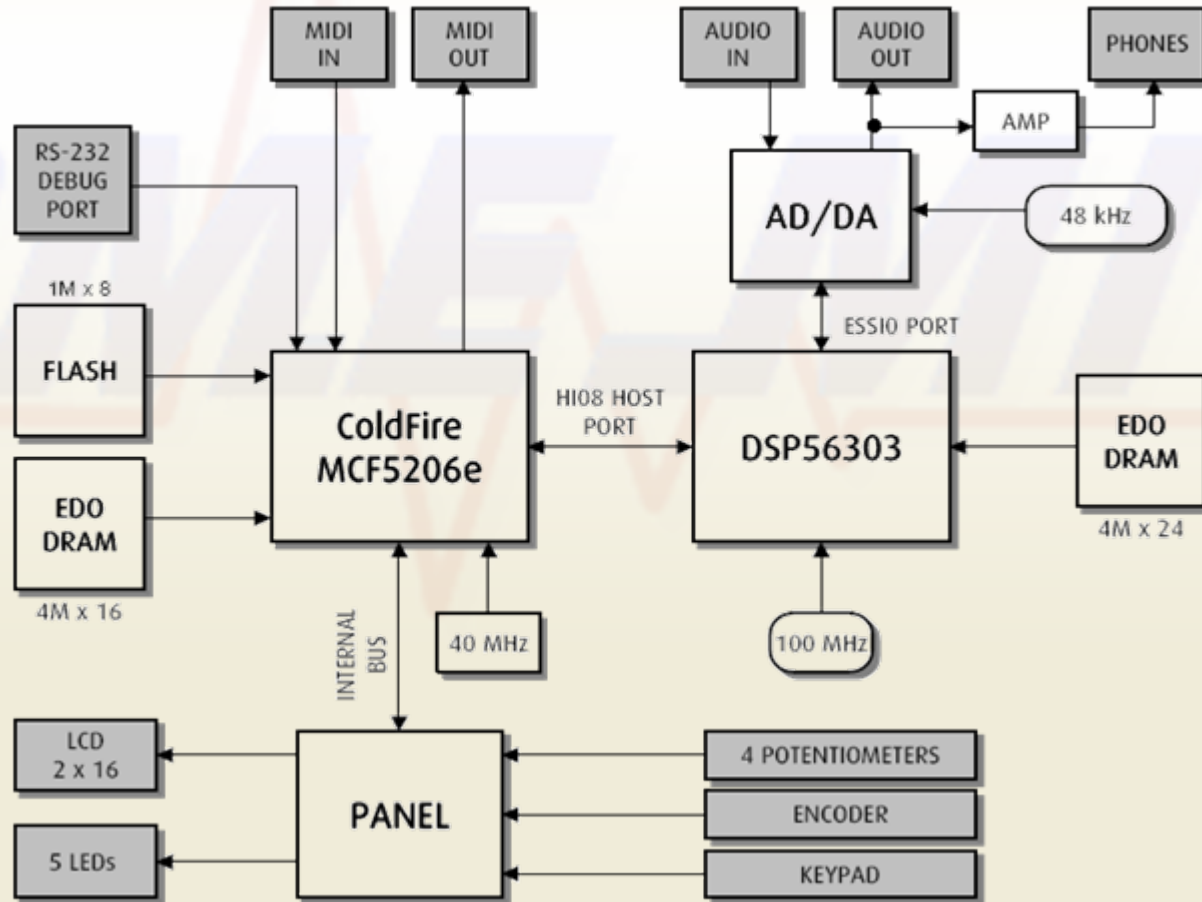 MIDI
IN
MIDI
OUT
AUDIO
IN
AUDIO
OUT
PHONES
AMP
RS-232
DEBUG
PORT
AD/DA
48 kHz
1M x 8
FLASH
ESSI0 PORT
ColdFire
MCF5206e
HI08 HOST
PORT
DSP56303
EDO
DRAM
4M x 24
EDO
DRAM
4M x 16
INTERNAL
BUS
40 MHz
100 MHz
LCD
2 x 16
PANEL
4 POTENTIOMETERS
ENCODER
5 LEDs
KEYPAD